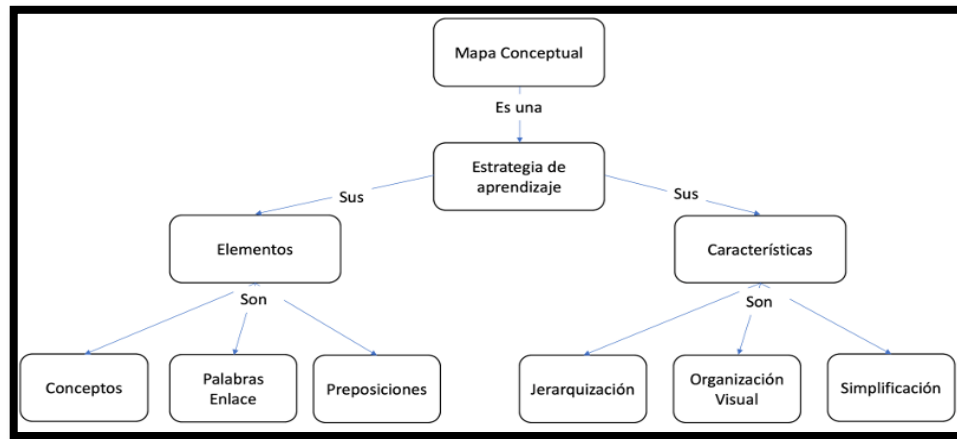 Mapa Conceptual
Es una
Estrategia de
aprendizaje
Sus
Sus
Elementos
Características
Son
Son
Conceptos
Palabras
Enlace
Preposiciones
Jerarquización
Organización
Visual
Simplificación